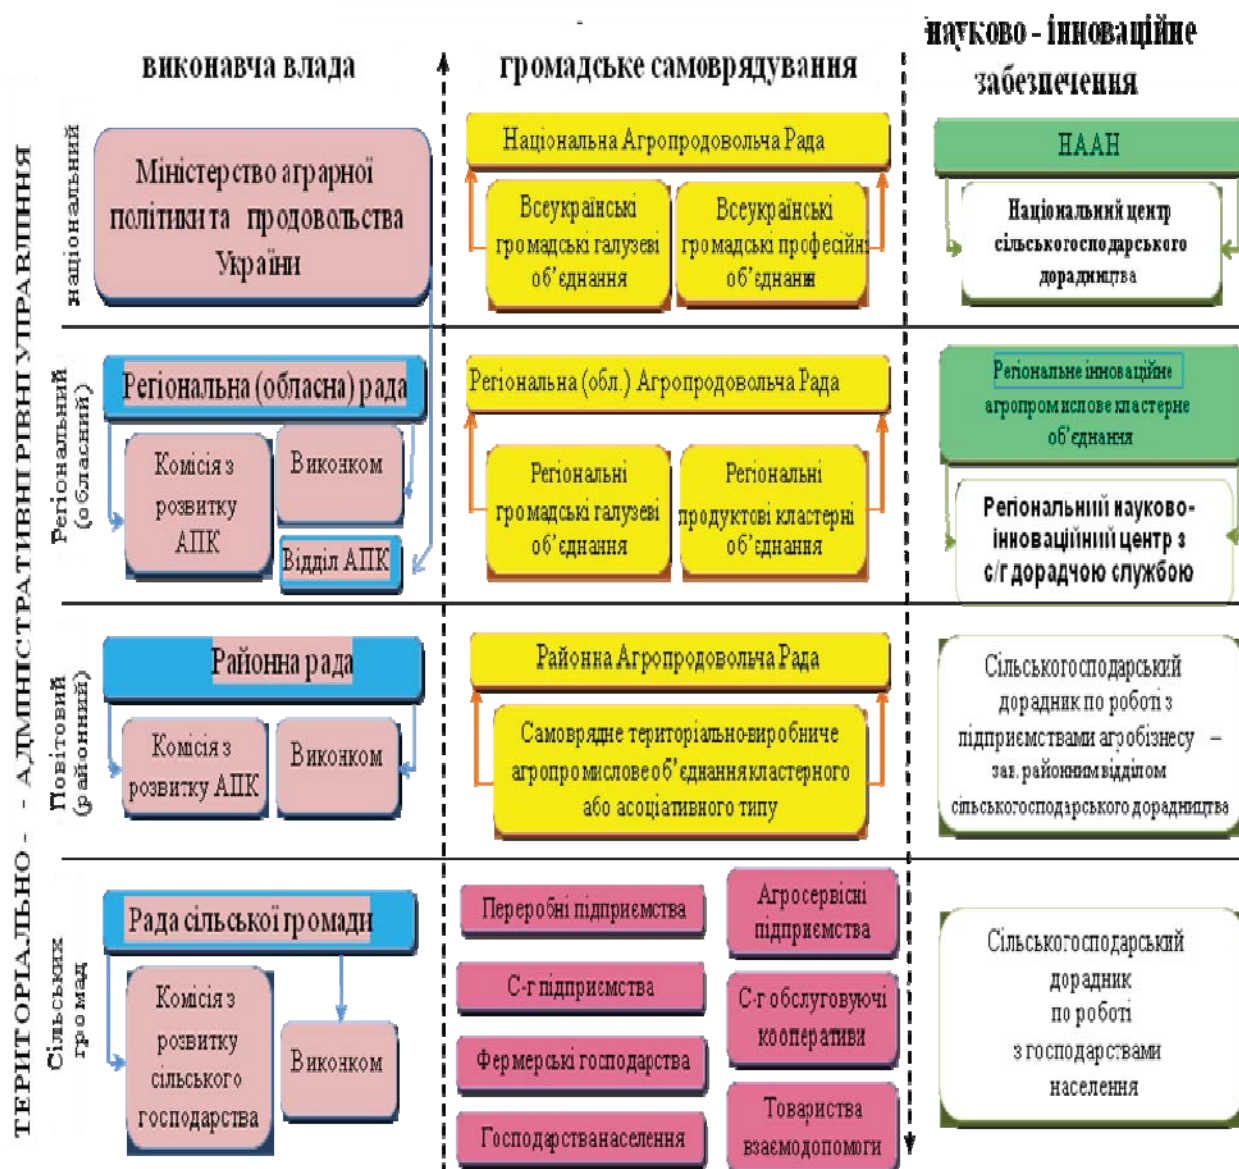 виконавча влада
громадське самоврядування
науково - інноваційне
забезпечення
ТЕРИТОРІАЛЬНО - - АДМІНІСТРАТИВНІ РІВНІ УПРАВЛІННЯ
національний
Міністерство аграрної
політики та продовольства
України
Національна Агропродовольча Рада
Всеукраїнські
громадські галузеві
об’єднання
Всеукраїнські
громадські професійні
об’єднання
НААН
Національний центр
сільськогосподарського
дорадництва
Регіональний
(обласний)
Регіональна (обласна) рада
Комісія з
розвитку
АПК
Виконком
Відділ АПК
Регіональна (обл.) Агропродовольча Рада
Регіональні
громадські галузеві
об’єднання
Регіональні
продуктові кластерні
об’єднання
Регіональне інноваційне
агропромислове кластерне
об’єднання
Регіональний науково-
інноваційний центр з
с/г дорадчою службою
Повітовий
(районний)
Районна рада
Комісія з
розвитку АПК
Виконком
Районна Агропродовольча Рада
Самоврядне територіально-виробниче
агропромислове об’єднання кластерного
або асоціативного типу
Сільськогосподарський
дорадник по роботі з
підприємствами агробізнесу –
зав. районним відділом
сільськогосподарського дорадництва
Сільських
громад
Рада сільської громади
Комісія з
розвитку
сільського
господарства
Виконком
Переробні підприємства
С-г підприємства
Фермерські господарства
Господарстванаселення
Агросервісні
підприємства
С-г обслуговуючі
кооперативи
Товариства
взаємодопомоги
Сільськогосподарський
дорадник
по роботі
з господарствами
населення